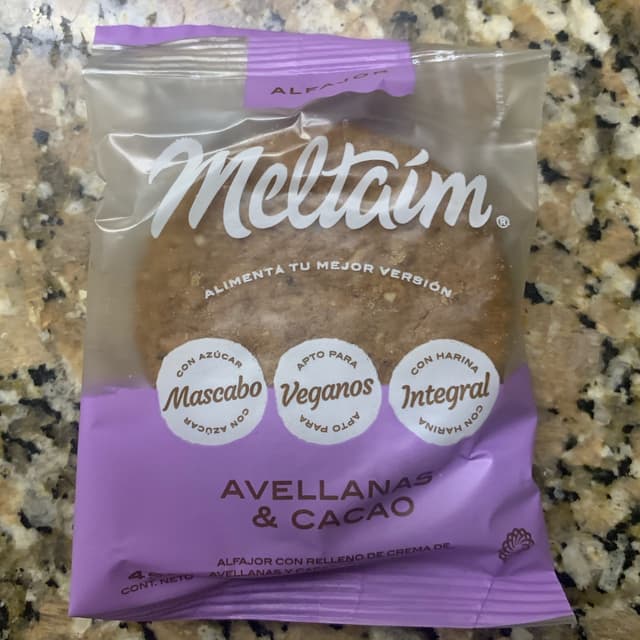 ALFAJOR
Meltaím®
ALIMENTA TU MEJOR VERSIÓN
CON AZÚCAR
Mascabo
CON AZÚCAR
APTO PARA
Veganos
APTO PARA
CON HARINA
Integral
CON HARINA
AVELLANAS
& CACAO
ALFAJOR CON RELLENO DE CREMA DE
AVELLANAS Y
CONT. NETO